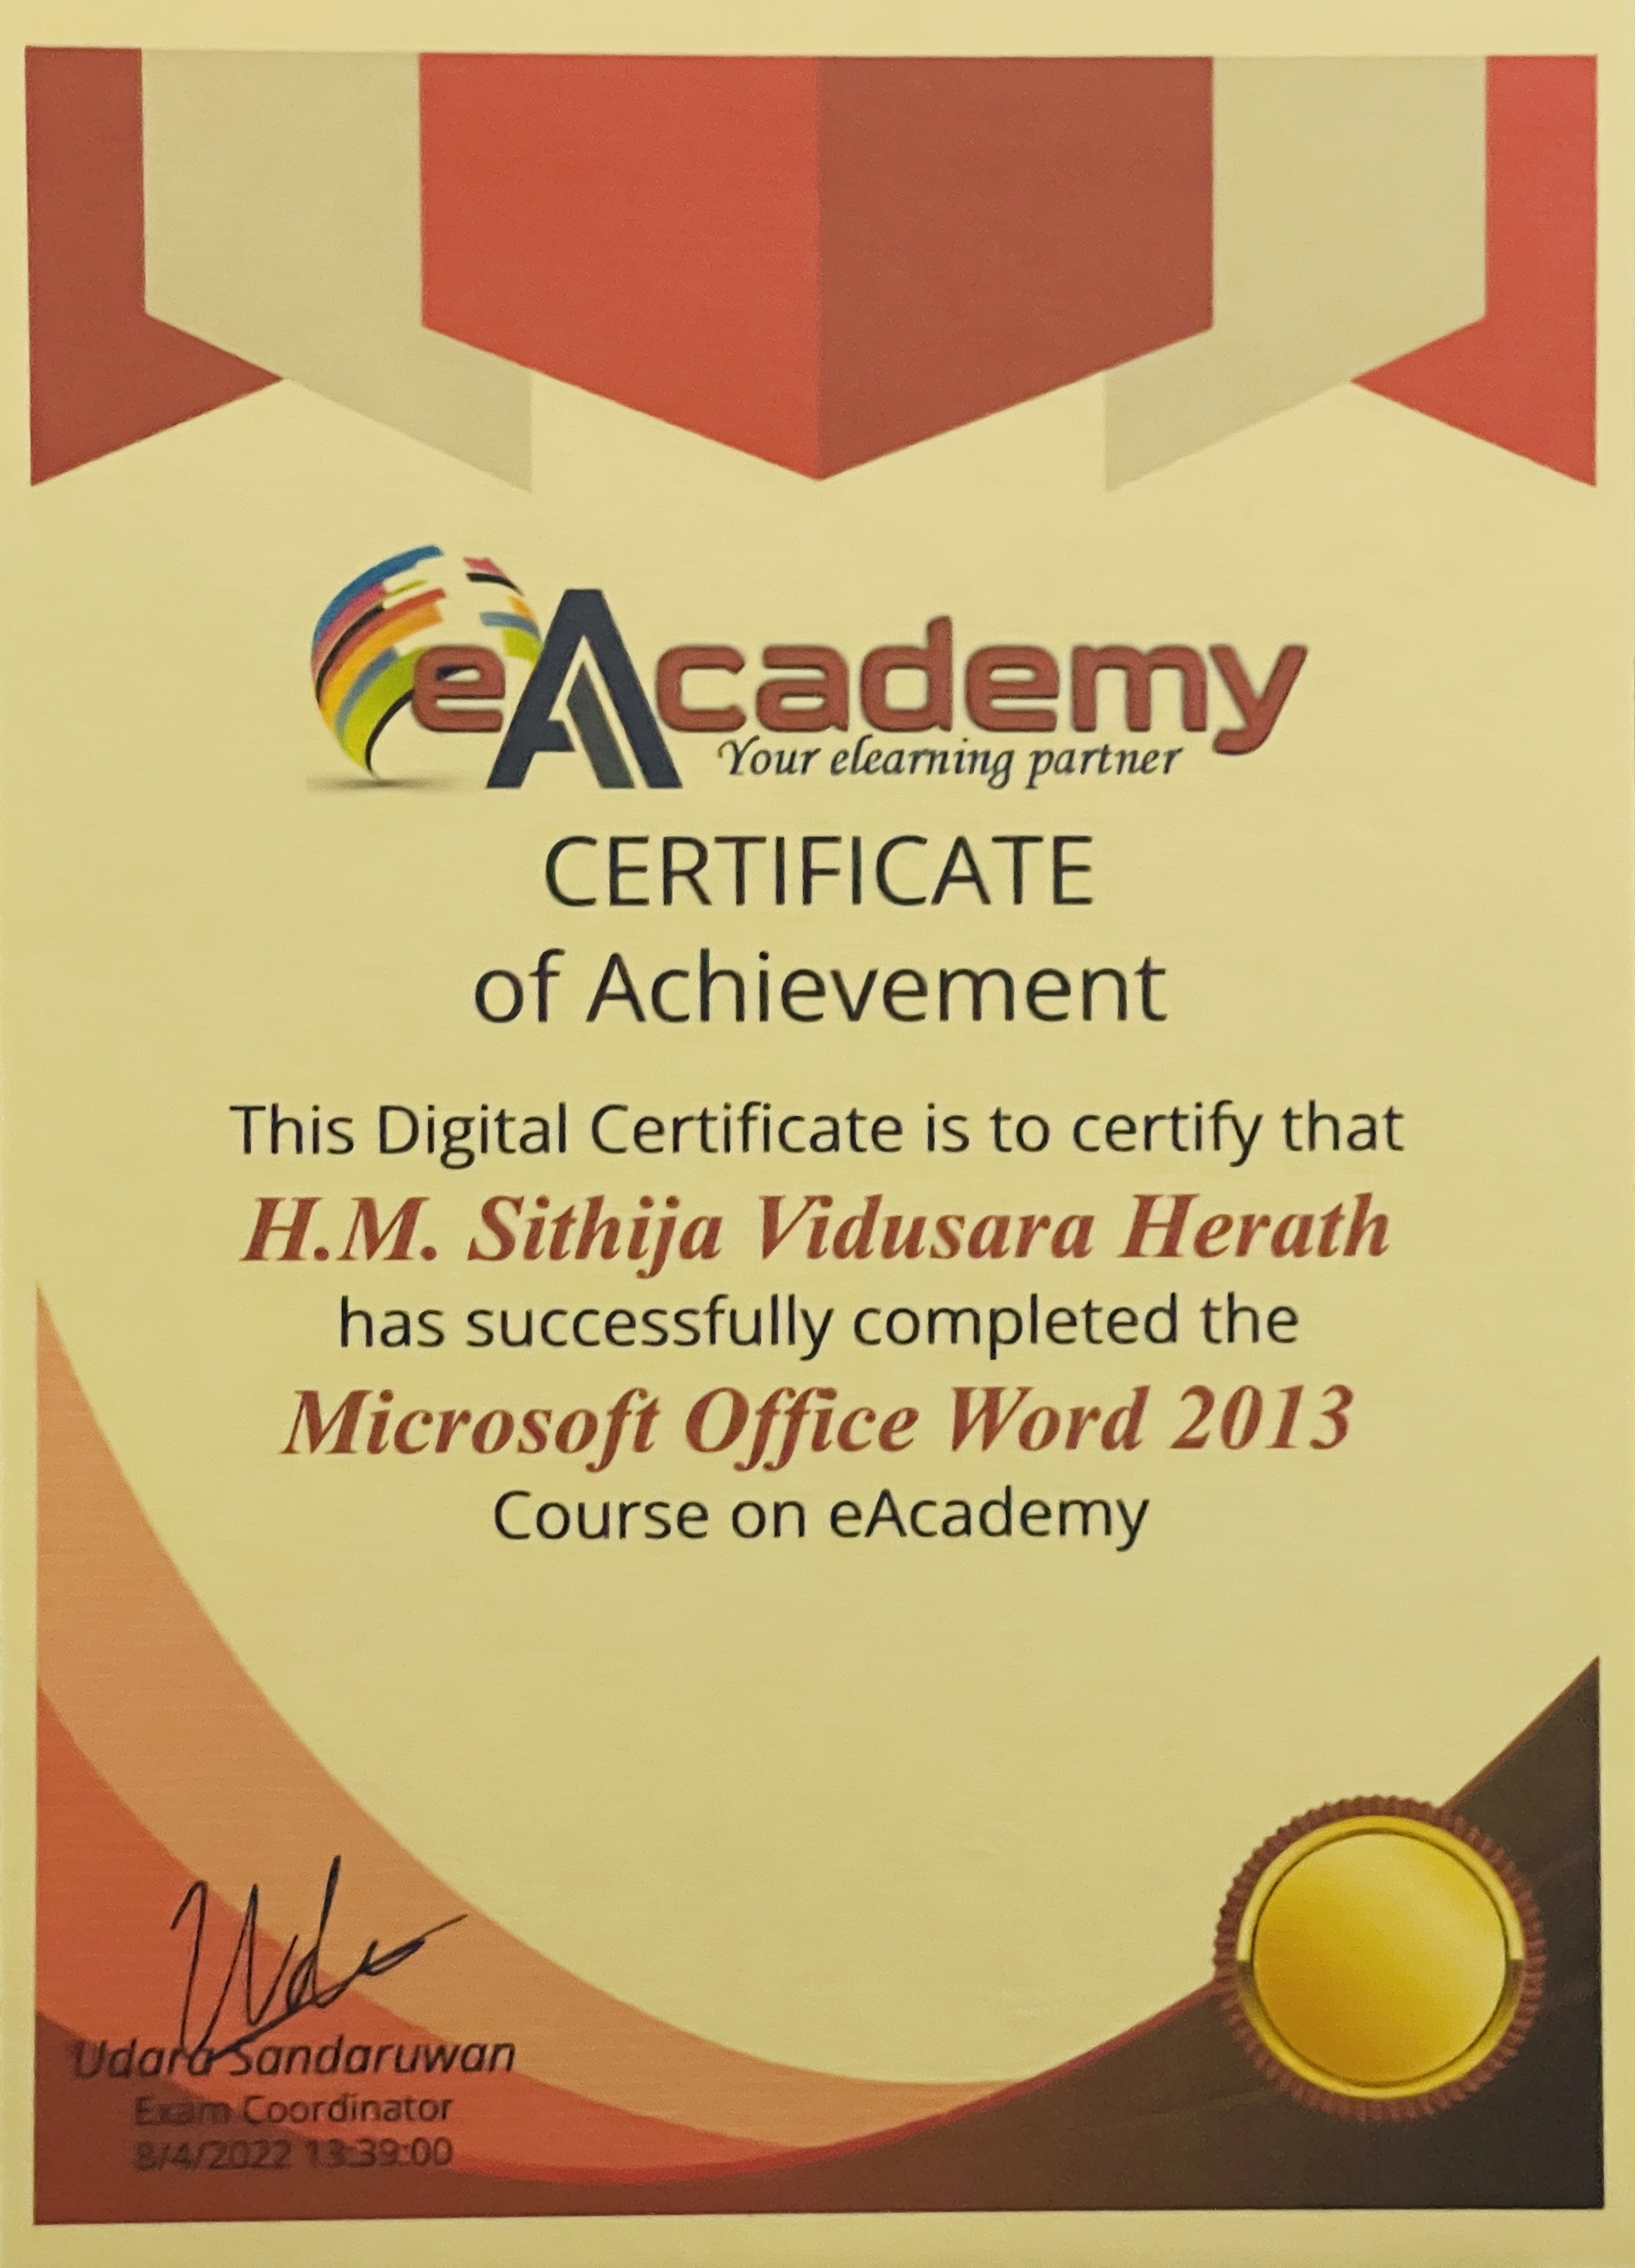 eAcademy
Your elearning partner
CERTIFICATE
of Achievement
This Digital Certificate is to certify that
H.M. Sithija Vidusara Herath
has successfully completed the
Microsoft Office Word 2013
Course on eAcademy
Udara Sandaruwan
Exam Coordinator
8/4/2022 13:39:00